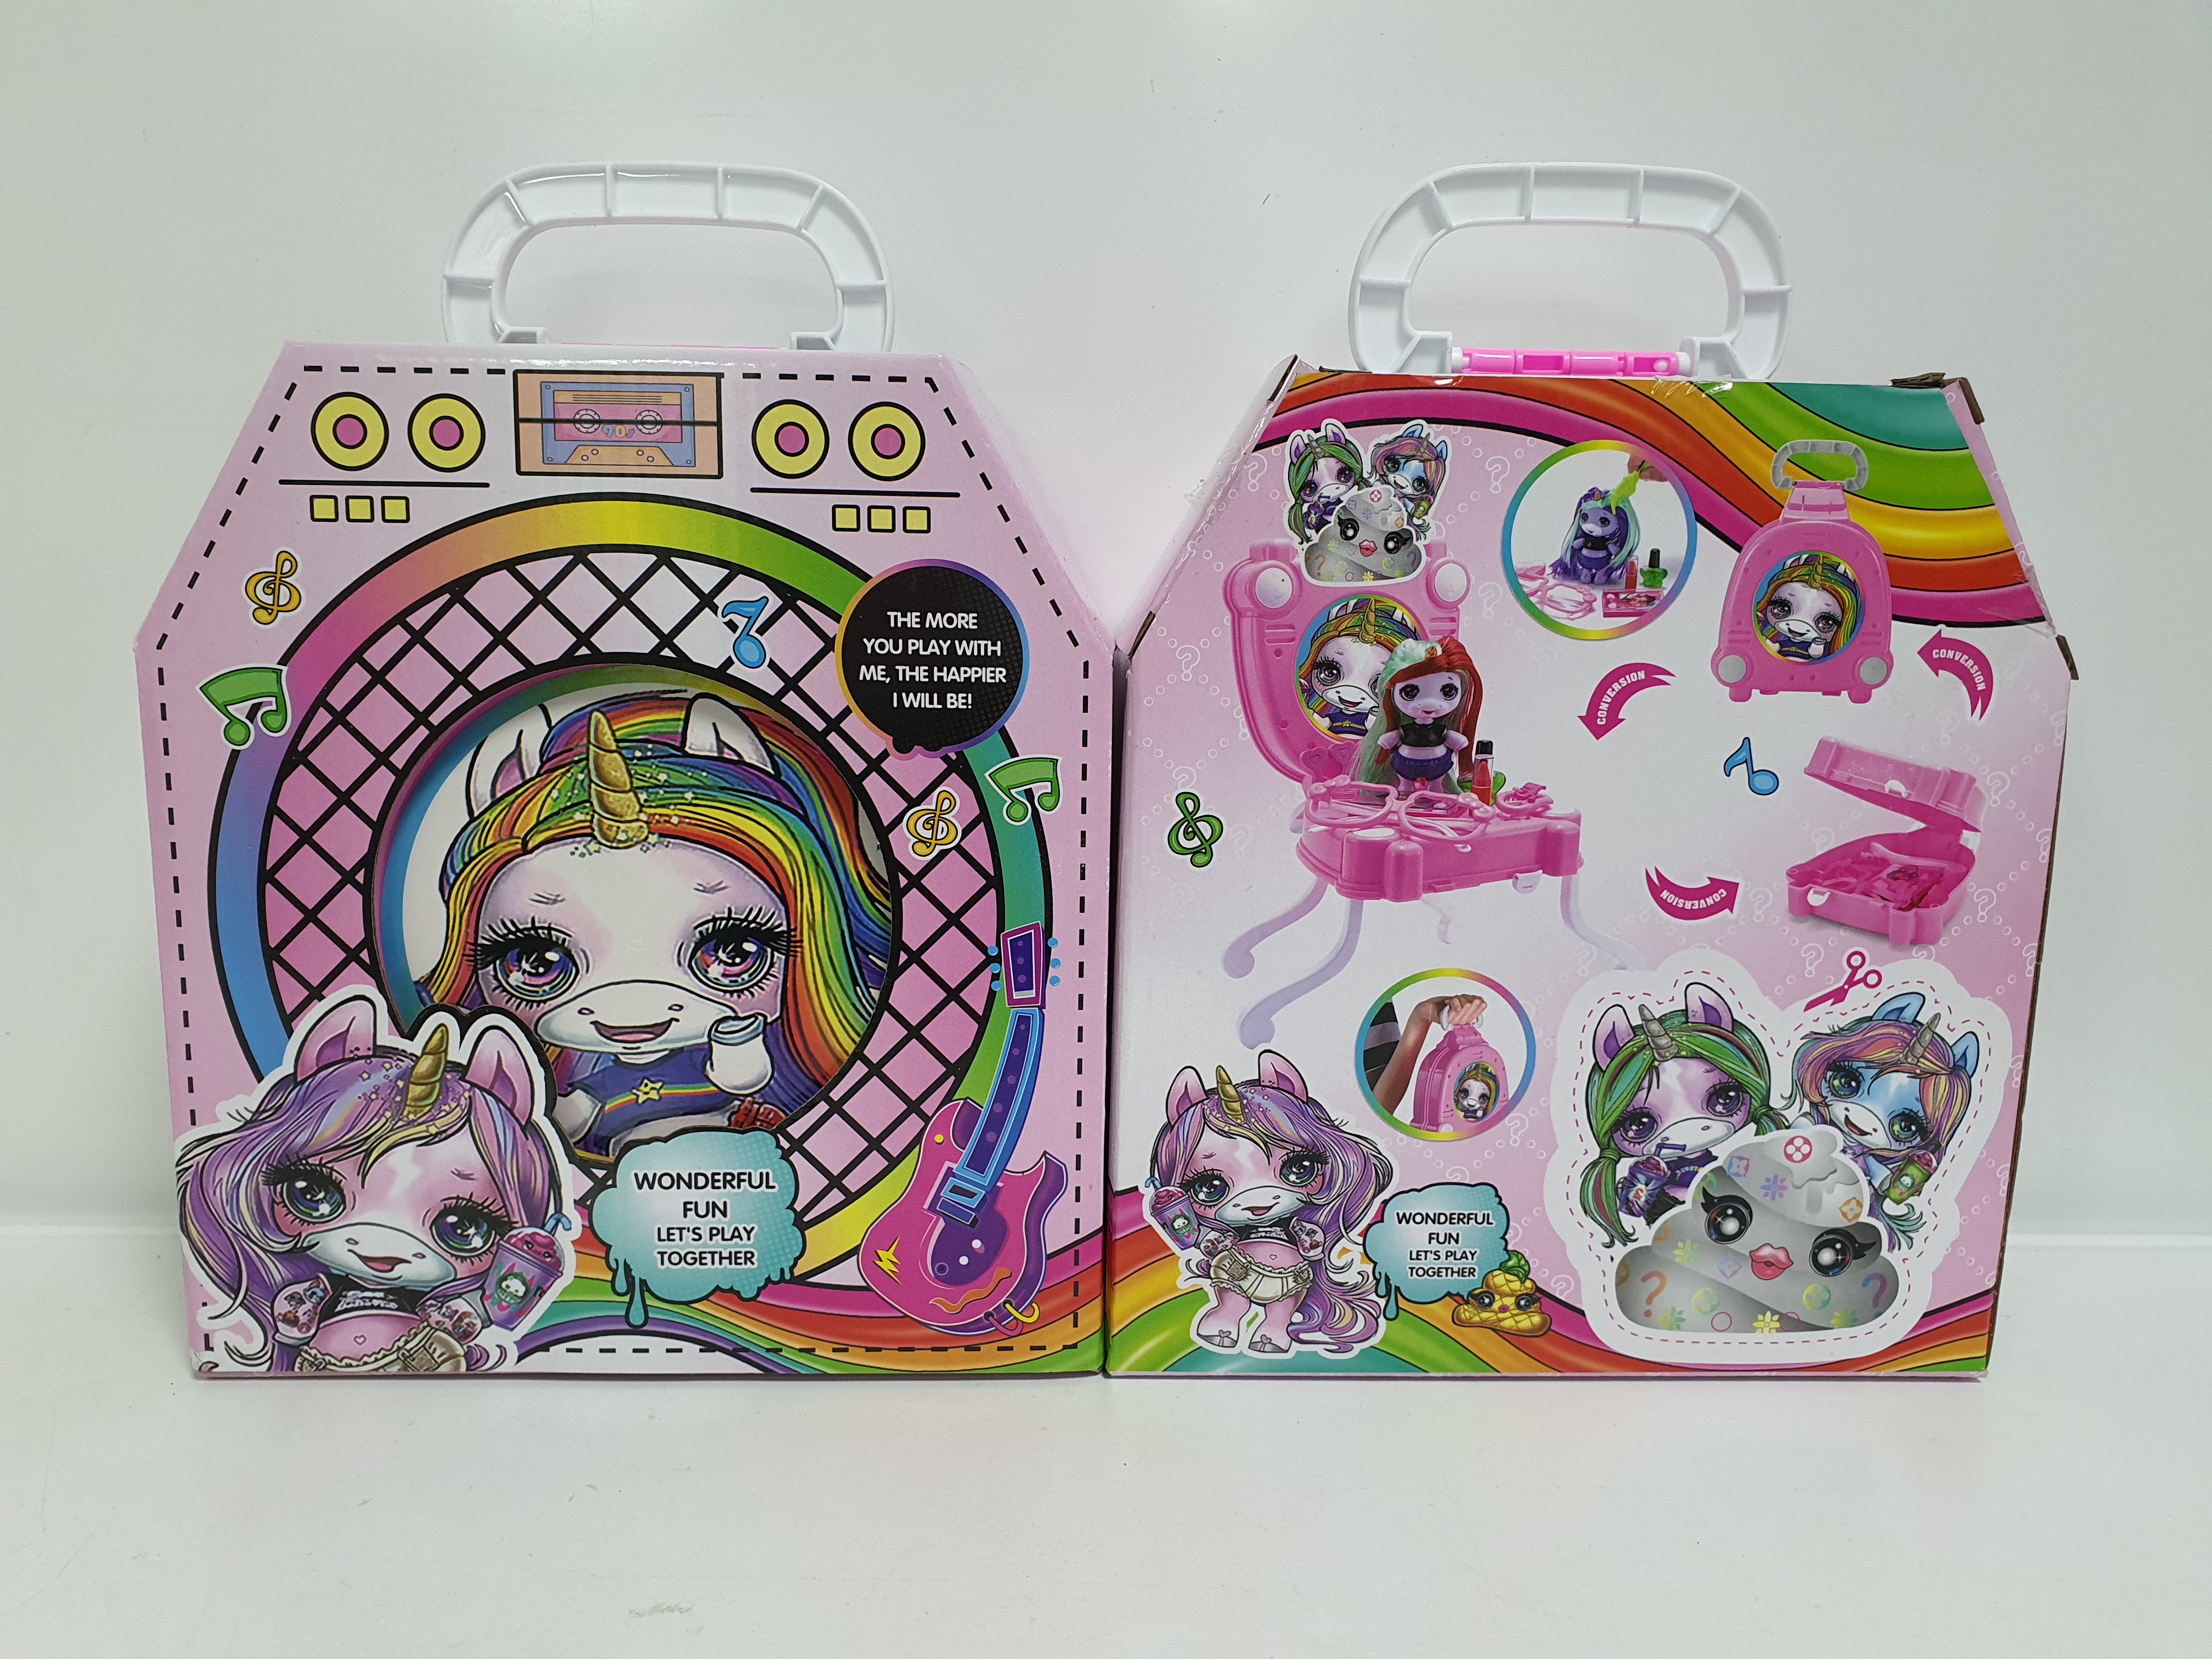 THE MORE
YOU PLAY WITH
ME, THE HAPPIER
I WILL BE!
WONDERFUL
FUN
LET'S PLAY
TOGETHER
CONVERSION
CONVERSION
CONVERSION
WONDERFUL
FUN
LET'S PLAY
TOGETHER